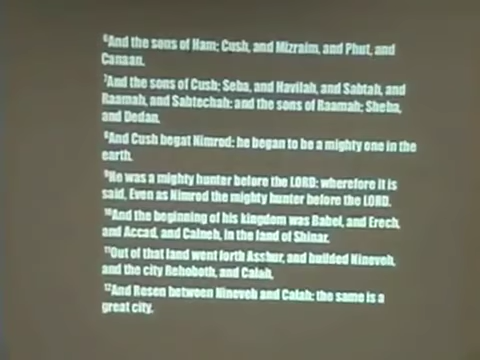 ⁶And the sons of Ham; Cush, and Mizraim, and Phut, and
Canaan.
⁷And the sons of Cush; Seba, and Havilah, and Sabtah, and
Raamah, and Sabtechah: and the sons of Raamah; Sheba,
and Dedan.
⁸And Cush begat Nimrod: he began to be a mighty one in the
earth.
⁹He was a mighty hunter before the LORD: wherefore it is
said, Even as Nimrod the mighty hunter before the LORD.
¹⁰And the beginning of his kingdom was Babel, and Erech,
and Accad, and Calneh, in the land of Shinar.
¹¹Out of that land went forth Asshur, and builded Nineveh,
and the city Rehoboth, and Calah,
¹²And Resen between Nineveh and Calah: the same is a
great city.